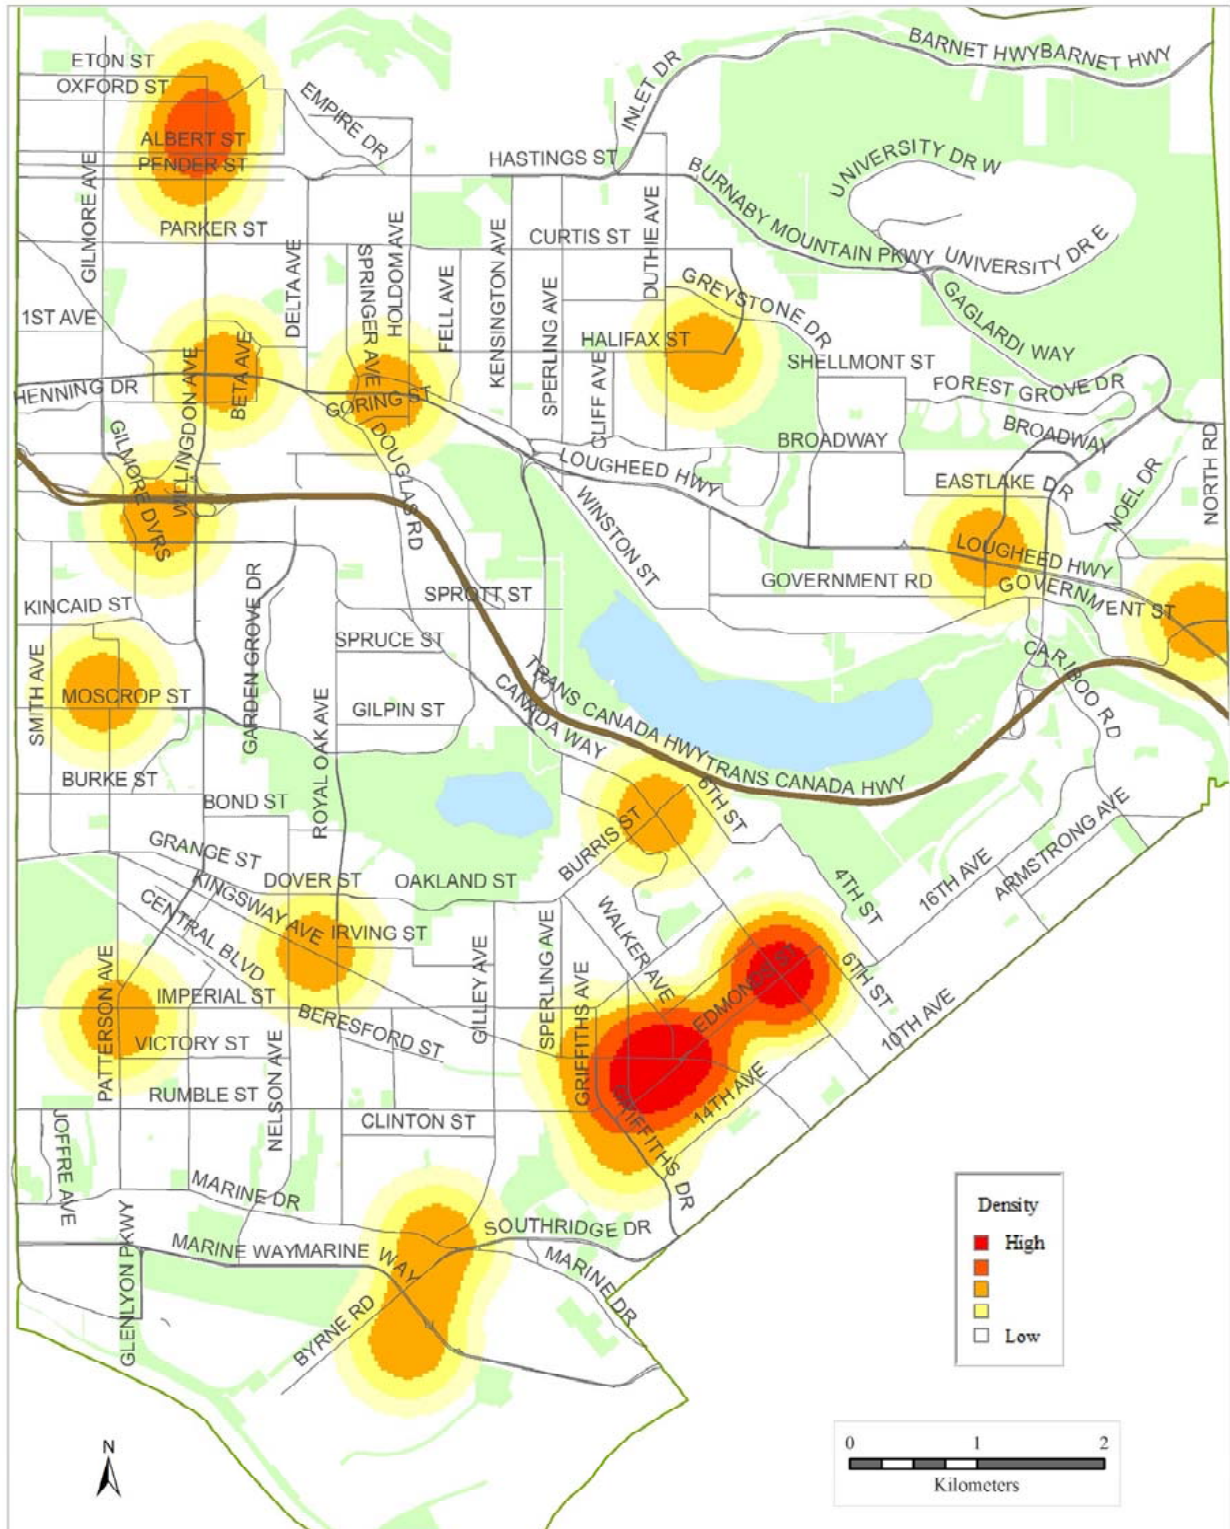 BARNET HWYBARNET HWY
ETON ST
OXFORD ST
EMPIRE DR
INLET DR
ALBERT ST
PENDER ST
HASTINGS ST
UNIVERSITY DR W
BURNABY MOUNTAIN PKWY
UNIVERSITY DR E
GILMORE AVE
PARKER ST
CURTIS ST
DELTA AVE
SPRINGER AVE
HOLDOM AVE
FELL AVE
KENSINGTON AVE
SPERLING AVE
DUTHIE AVE
GREYSTONE DR
GAGLARDI WAY
1ST AVE
HALIFAX ST
SHELLMONT ST
FOREST GROVE DR
HENNING DR
WILLINGDON AVE
BETA AVE
GORING ST
CLIFF AVE
BROADWAY
BROADWAY
GILMORE DVRS
DOUGLAS RD
LOUGHEED HWY
WINSTON ST
EASTLAKE DR
NOEL DR
NORTH RD
LOUGHEED HWY
GOVERNMENT RD
GOVERNMENT ST
KINCAID ST
GARDEN GROVE DR
SPROTT ST
SPRUCE ST
SMITH AVE
MOSCROP ST
ROYAL OAK AVE
GILPIN ST
CANADA WAY
TRANS CANADA HWYTRANS CANADA HWY
CARIBOO RD
BURKE ST
BOND ST
6TH ST
BURRIS ST
GRANGE ST
DOVER ST
OAKLAND ST
KINGSWAY AVE
CENTRAL BLVD
IRVING ST
4TH ST
16TH AVE
ARMSTRONG AVE
WALKER AVE
EDMONDS ST
6TH ST
10TH AVE
PATTERSON AVE
IMPERIAL ST
BERESFORD ST
GILLEY AVE
SPERLING AVE
GRIFFITHS AVE
VICTORY ST
NELSON AVE
RUMBLE ST
CLINTON ST
14TH AVE
GRIFFITHS DR
JOFFRE AVE
MARINE DR
SOUTHRIDGE DR
GLENLYON PKWY
MARINE WAYMARINE WAY
MARINE DR
BYRNE RD
Density
High
Low
N
0 1 2
Kilometers